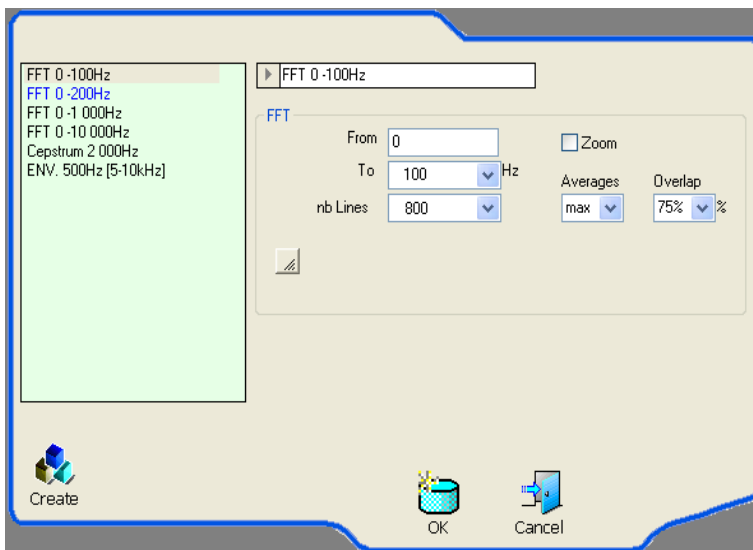 FFT 0 -100Hz
FFT 0 -200Hz
FFT 0 -1 000Hz
FFT 0 -10 000Hz
Cepstrum 2 000Hz
ENV. 500Hz [5-10kHz]
FFT 0 -100Hz
FFT
From 0
Zoom
To 100 Hz
Averages Overlap
nb Lines 800 max 75% %
Create
OK Cancel